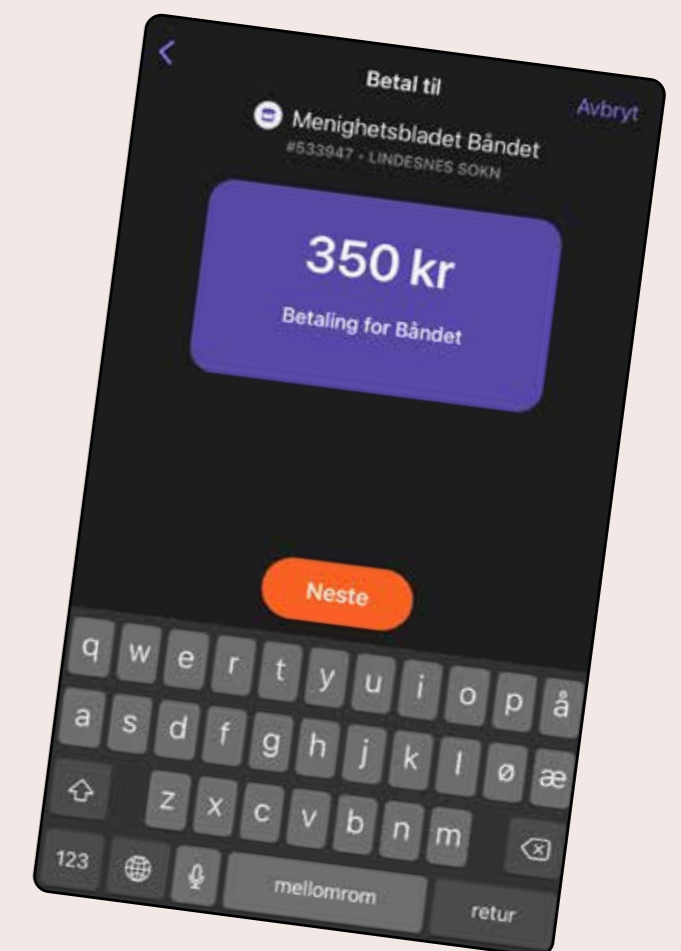 Betal til
Avbryt
Menighetsbladet Båndet
#533947 - LINDESNES SOKN
350 kr
Betaling for Båndet
Neste
q w e r t y u i o p å
a s d f g h j k l ø æ
z x c v b n m
123 mellomrom retur